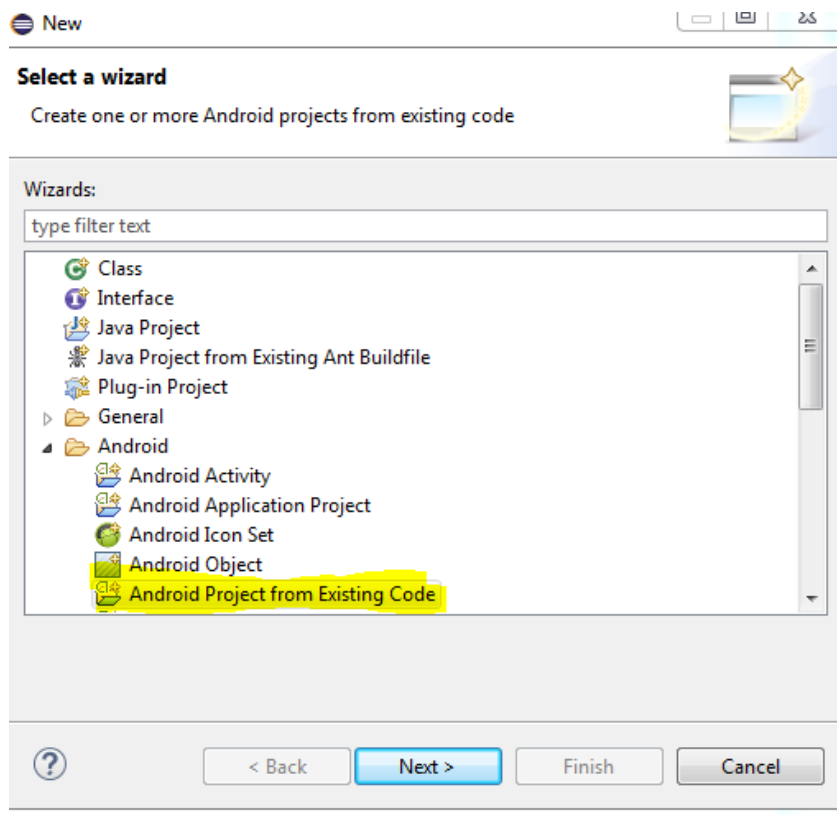 New
Select a wizard
Create one or more Android projects from existing code
Wizards:
type filter text
Class
Interface
Java Project
Java Project from Existing Ant Buildfile
Plug-in Project
General
Android
Android Activity
Android Application Project
Android Icon Set
Android Object
Android Project from Existing Code
< Back Next > Finish Cancel